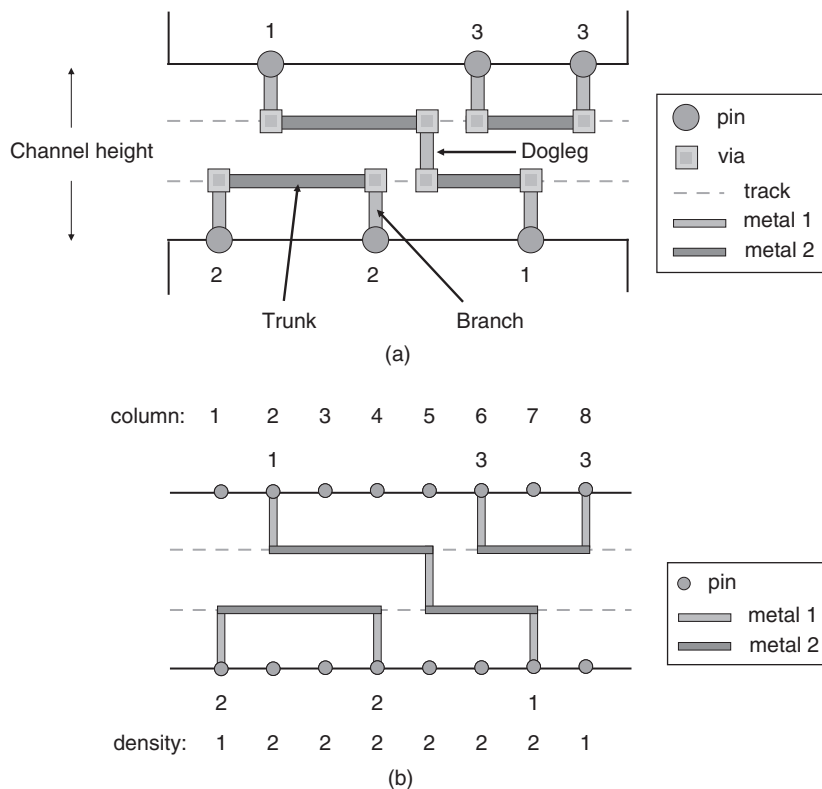 1 3 3
pin
via
Channel height
Dogleg
track
metal 1
metal 2
2 2 1
Trunk
Branch
(a)
column: 1 2 3 4 5 6 7 8
1 3 3
pin
metal 1
metal 2
2 2 1
density: 1 2 2 2 2 2 2 1
(b)